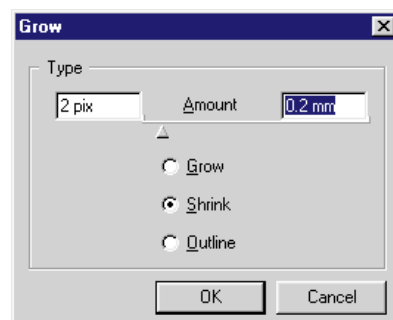 Grow
Type
2 pix Amount 0.2 mm
Grow
Shrink
Outline
OK Cancel